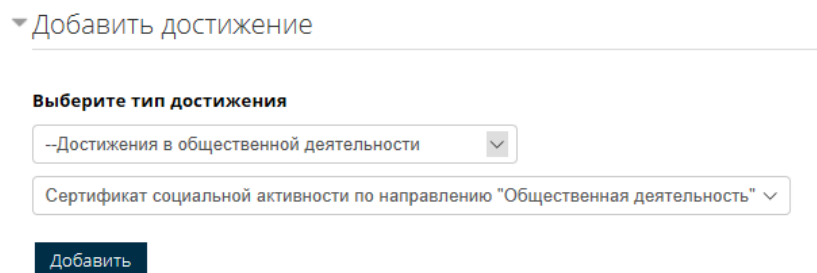 Добавить достижение
Выберите тип достижения
--Достижения в общественной деятельности
Сертификат социальной активности по направлению "Общественная деятельность"
Добавить